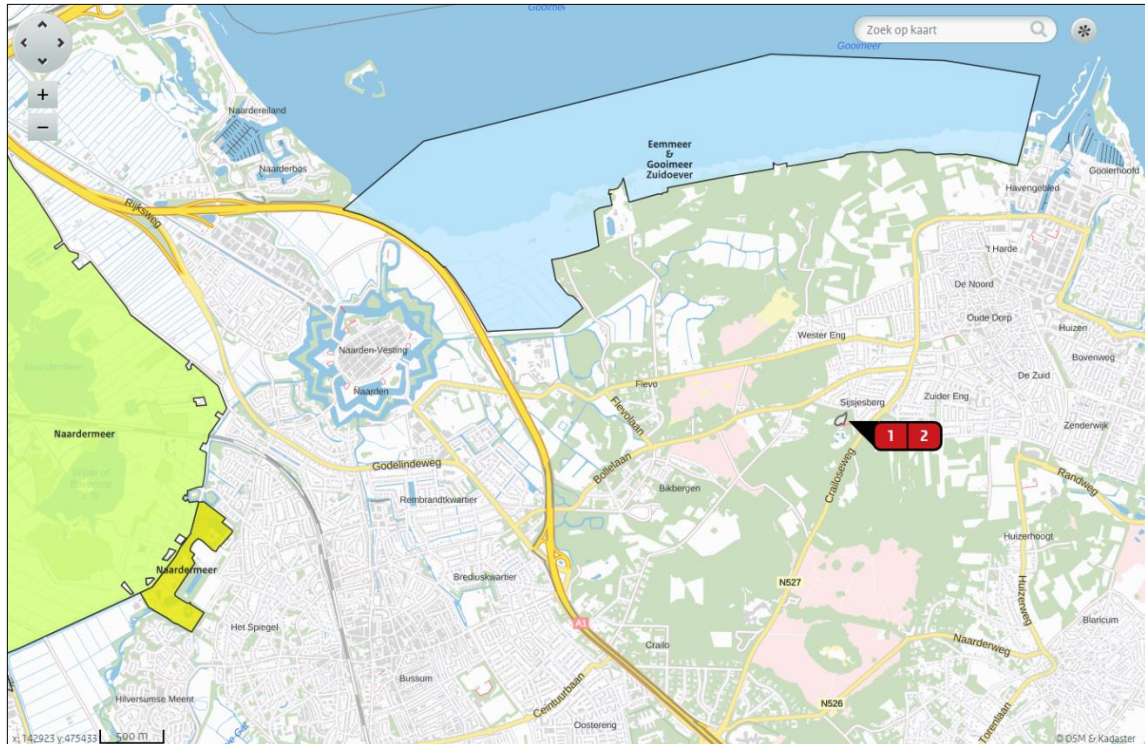 Gooimeer
Zoek op kaart
Gooimeer
+
−
Naardereiland
Naarderbos
Rijksweg
Eemmeer
&
Gooimeer
Zuidoever
Gooierhoofd
Havengebied
't Harde
De Noord
Oude Dorp
Huizen
Wester Eng
Bovenweg
Naarden-Vesting
Naarden
Naardermeer
Flevo
De Zuid
Flevolaan
Sijsjesberg
Zuider Eng
Zenderwijk
1 2
Naardermeer
Godelindeweg
Bollelaan
Crailoseweg
Bikbergen
Randweg
Rembrandtkwartier
Huizerhoogt
Naardermeer
Brediuskwartier
N527
Huizerweg
Blaricum
Het Spiegel
A1
Crailo
Naarderweg
Bussum
Ceintuurbaan
Hilversumse Meent
N526
Torenlaan
Oostereng
x: 142923 y:475433
500 m
© OSM & Kadaster